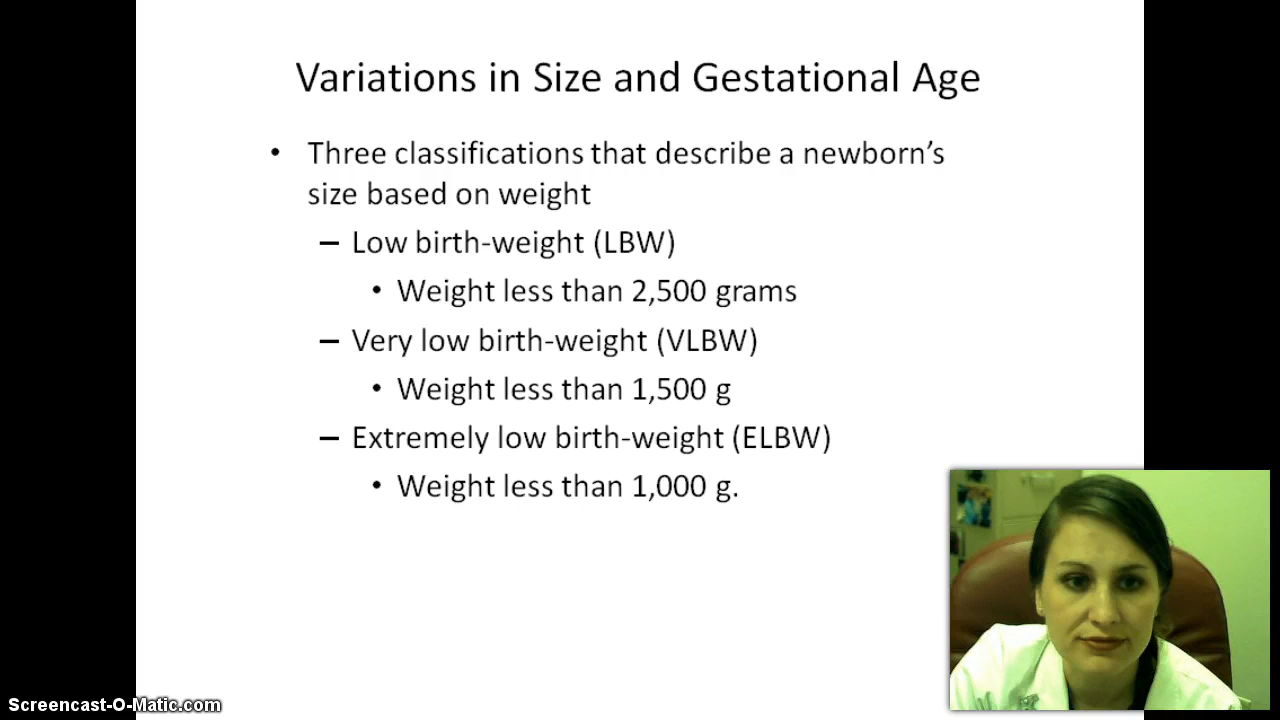 Variations in Size and Gestational Age
• Three classifications that describe a newborn’s
size based on weight
– Low birth-weight (LBW)
• Weight less than 2,500 grams
– Very low birth-weight (VLBW)
• Weight less than 1,500 g
– Extremely low birth-weight (ELBW)
• Weight less than 1,000 g.
Screencast-O-Matic.com